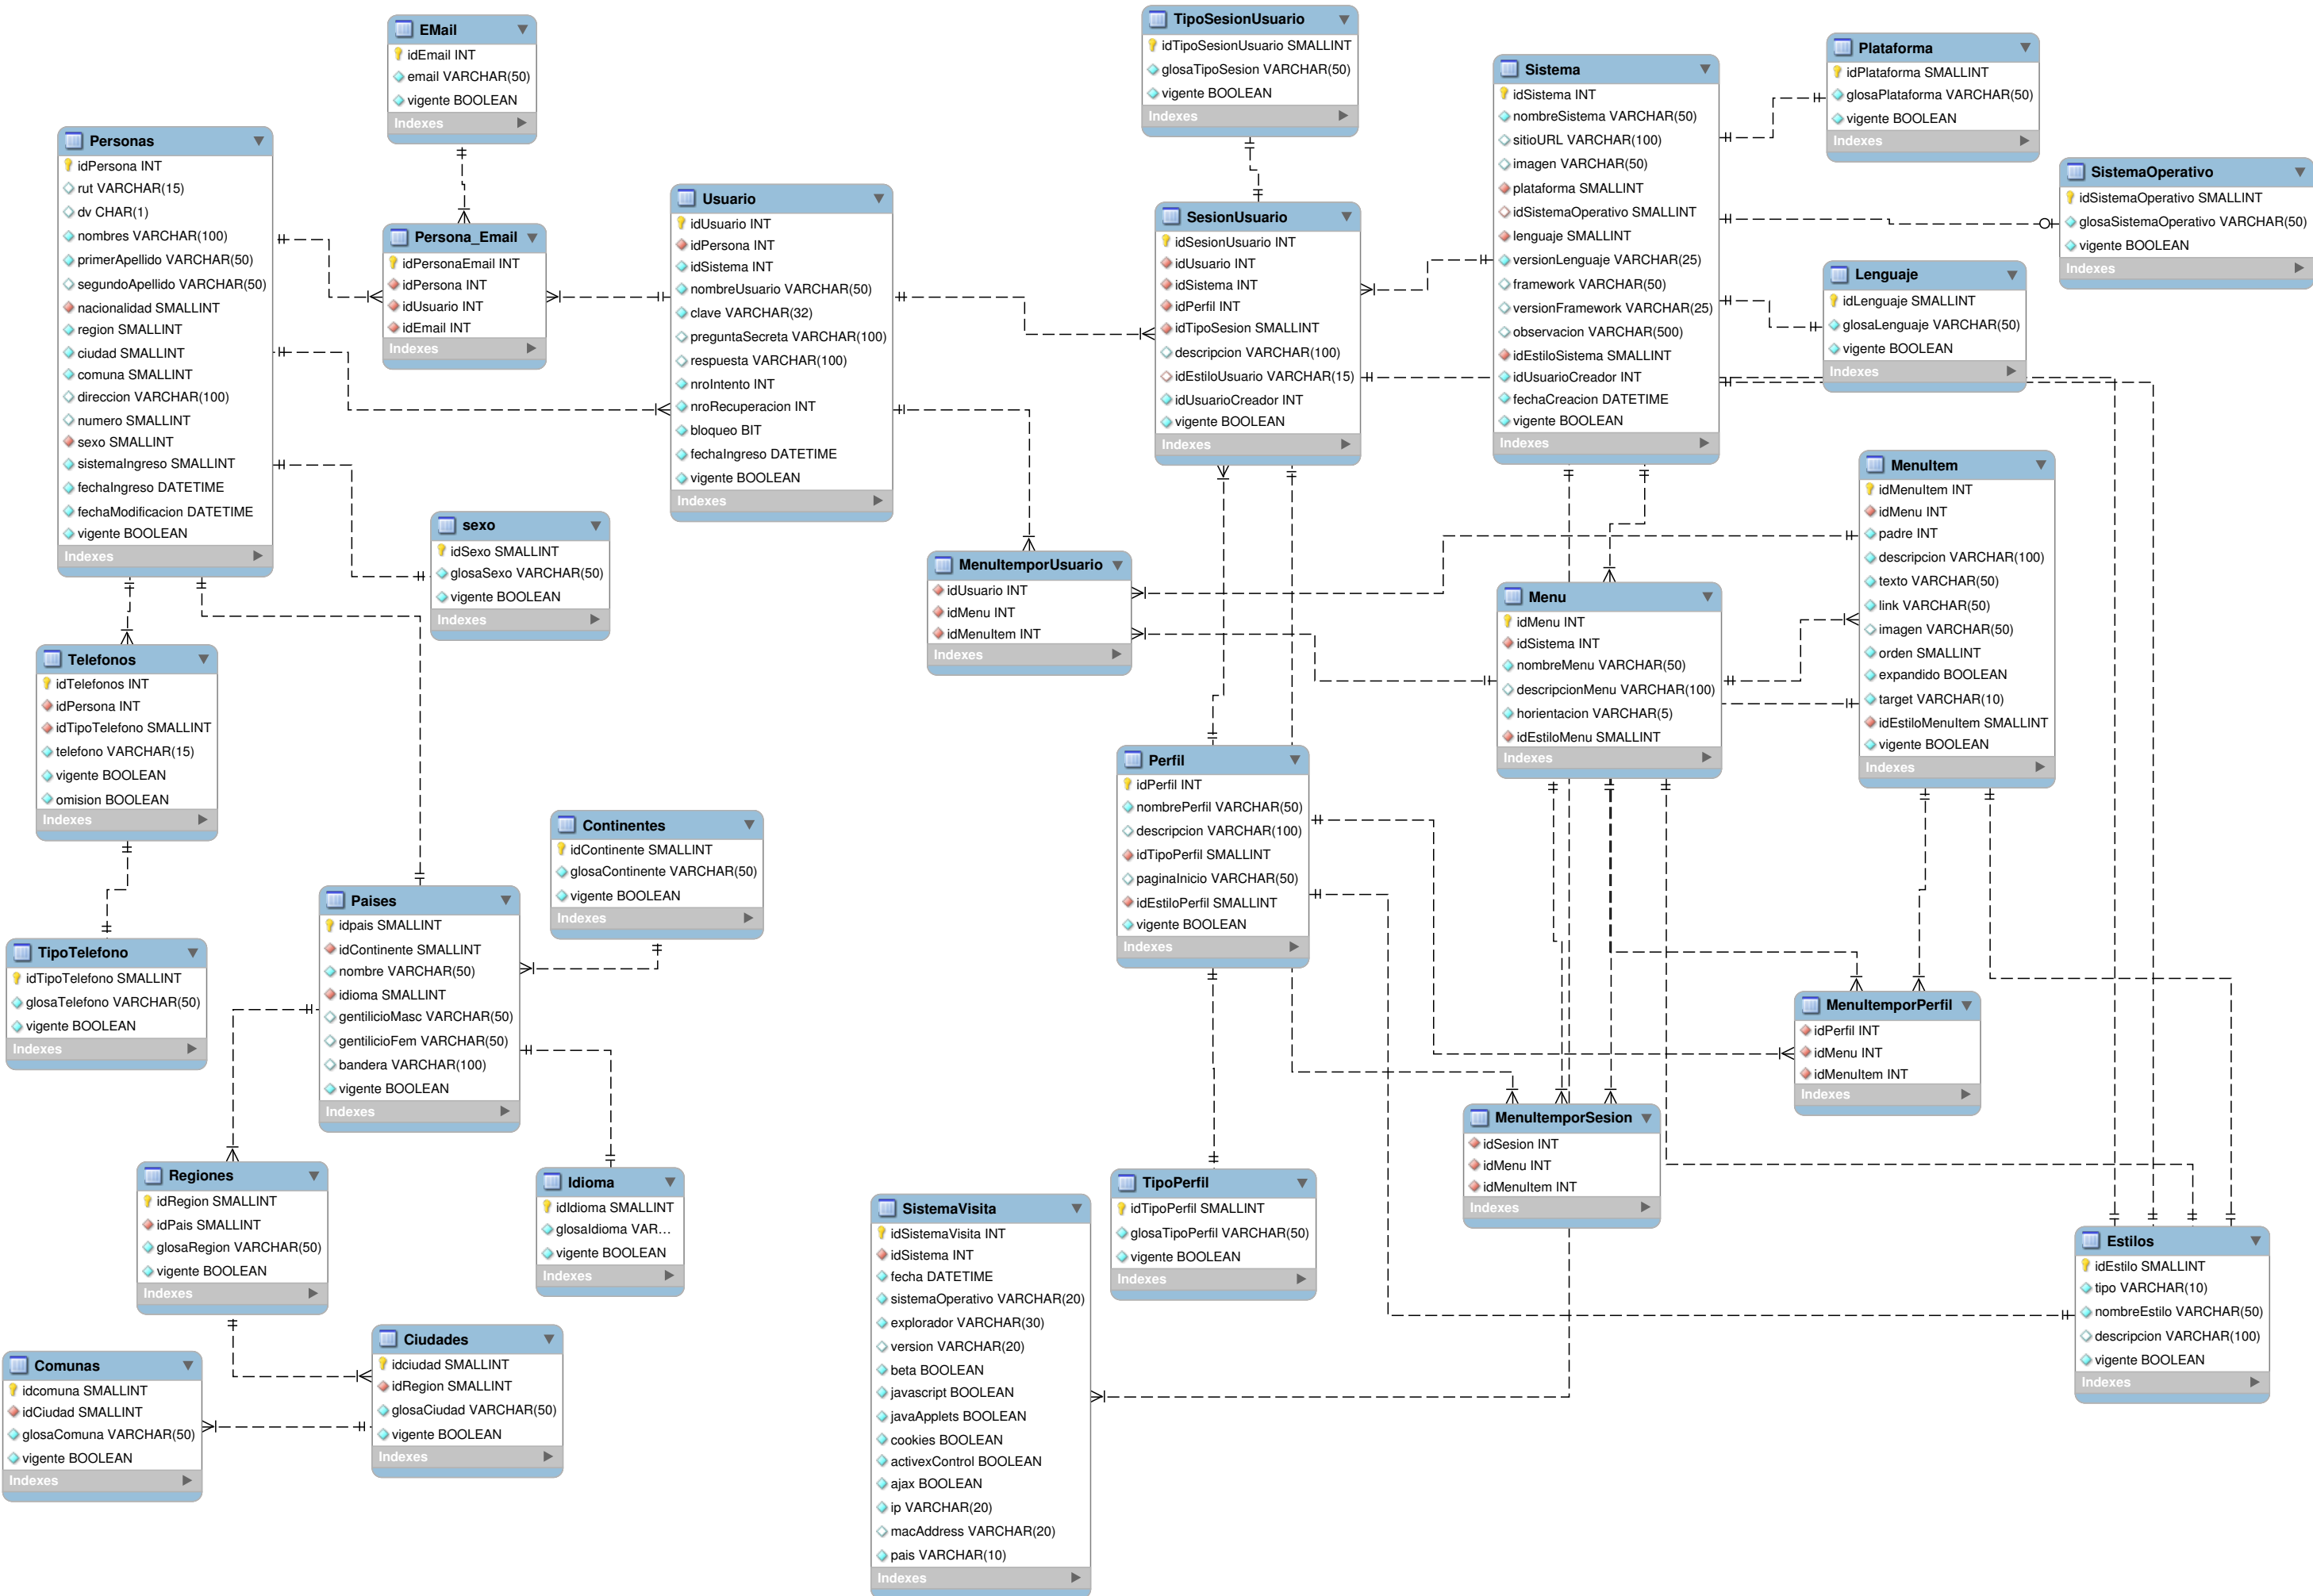 EMail
idEmail INT
email VARCHAR(50)
vigente BOOLEAN
Indexes
TipoSesionUsuario
idTipoSesionUsuario SMALLINT
glosaTipoSesion VARCHAR(50)
vigente BOOLEAN
Indexes
Plataforma
idPlataforma SMALLINT
glosaPlataforma VARCHAR(50)
vigente BOOLEAN
Indexes
Sistema
idSistema INT
nombreSistema VARCHAR(50)
sitioURL VARCHAR(100)
imagen VARCHAR(50)
plataforma SMALLINT
idSistemaOperativo SMALLINT
lenguaje SMALLINT
versionLenguaje VARCHAR(25)
framework VARCHAR(50)
versionFramework VARCHAR(25)
observacion VARCHAR(500)
idEstiloSistema SMALLINT
idUsuarioCreador INT
fechaCreacion DATETIME
vigente BOOLEAN
Indexes
Personas
idPersona INT
rut VARCHAR(15)
dv CHAR(1)
nombres VARCHAR(100)
primerApellido VARCHAR(50)
segundoApellido VARCHAR(50)
nacionalidad SMALLINT
region SMALLINT
ciudad SMALLINT
comuna SMALLINT
direccion VARCHAR(100)
numero SMALLINT
sexo SMALLINT
sistemaIngreso SMALLINT
fechaIngreso DATETIME
fechaModificacion DATETIME
vigente BOOLEAN
Indexes
SistemaOperativo
idSistemaOperativo SMALLINT
glosaSistemaOperativo VARCHAR(50)
vigente BOOLEAN
Indexes
Usuario
idUsuario INT
idPersona INT
idSistema INT
nombreUsuario VARCHAR(50)
clave VARCHAR(32)
preguntaSecreta VARCHAR(100)
respuesta VARCHAR(100)
nroIntento INT
nroRecuperacion INT
bloqueo BIT
fechaIngreso DATETIME
vigente BOOLEAN
Indexes
SesionUsuario
idSesionUsuario INT
idUsuario INT
idSistema INT
idPerfil INT
idTipoSesion SMALLINT
descripcion VARCHAR(100)
idEstiloUsuario VARCHAR(15)
idUsuarioCreador INT
vigente BOOLEAN
Indexes
Persona_Email
idPersonaEmail INT
idPersona INT
idUsuario INT
idEmail INT
Indexes
Lenguaje
idLenguaje SMALLINT
glosaLenguaje VARCHAR(50)
vigente BOOLEAN
Indexes
MenuItem
idMenuItem INT
idMenu INT
padre INT
descripcion VARCHAR(100)
texto VARCHAR(50)
link VARCHAR(50)
imagen VARCHAR(50)
orden SMALLINT
expandido BOOLEAN
target VARCHAR(10)
idEstiloMenuItem SMALLINT
vigente BOOLEAN
Indexes
sexo
idSexo SMALLINT
glosaSexo VARCHAR(50)
vigente BOOLEAN
Indexes
MenuItemporUsuario
idUsuario INT
idMenu INT
idMenuItem INT
Indexes
Menu
idMenu INT
idSistema INT
nombreMenu VARCHAR(50)
descripcionMenu VARCHAR(100)
horientacion VARCHAR(5)
idEstiloMenu SMALLINT
Indexes
Telefonos
idTelefonos INT
idPersona INT
idTipoTelefono SMALLINT
telefono VARCHAR(15)
vigente BOOLEAN
omision BOOLEAN
Indexes
Perfil
idPerfil INT
nombrePerfil VARCHAR(50)
descripcion VARCHAR(100)
idTipoPerfil SMALLINT
paginaInicio VARCHAR(50)
idEstiloPerfil SMALLINT
vigente BOOLEAN
Indexes
Continentes
idContinente SMALLINT
glosaContinente VARCHAR(50)
vigente BOOLEAN
Indexes
Paises
idpais SMALLINT
idContinente SMALLINT
nombre VARCHAR(50)
idioma SMALLINT
gentilicioMasc VARCHAR(50)
gentilicioFem VARCHAR(50)
bandera VARCHAR(100)
vigente BOOLEAN
Indexes
TipoTelefono
idTipoTelefono SMALLINT
glosaTelefono VARCHAR(50)
vigente BOOLEAN
Indexes
MenuItemporPerfil
idPerfil INT
idMenu INT
idMenuItem INT
Indexes
MenuItemporSesion
idSesion INT
idMenu INT
idMenuItem INT
Indexes
Regiones
idRegion SMALLINT
idPais SMALLINT
glosaRegion VARCHAR(50)
vigente BOOLEAN
Indexes
Idioma
idIdioma SMALLINT
glosaIdioma VAR...
vigente BOOLEAN
Indexes
TipoPerfil
idTipoPerfil SMALLINT
glosaTipoPerfil VARCHAR(50)
vigente BOOLEAN
Indexes
SistemaVisita
idSistemaVisita INT
idSistema INT
fecha DATETIME
sistemaOperativo VARCHAR(20)
explorador VARCHAR(30)
version VARCHAR(20)
beta BOOLEAN
javascript BOOLEAN
javaApplets BOOLEAN
cookies BOOLEAN
activexControl BOOLEAN
ajax BOOLEAN
ip VARCHAR(20)
macAddress VARCHAR(20)
pais VARCHAR(10)
Indexes
Estilos
idEstilo SMALLINT
tipo VARCHAR(10)
nombreEstilo VARCHAR(50)
descripcion VARCHAR(100)
vigente BOOLEAN
Indexes
Ciudades
idciudad SMALLINT
idRegion SMALLINT
glosaCiudad VARCHAR(50)
vigente BOOLEAN
Indexes
Comunas
idcomuna SMALLINT
idCiudad SMALLINT
glosaComuna VARCHAR(50)
vigente BOOLEAN
Indexes